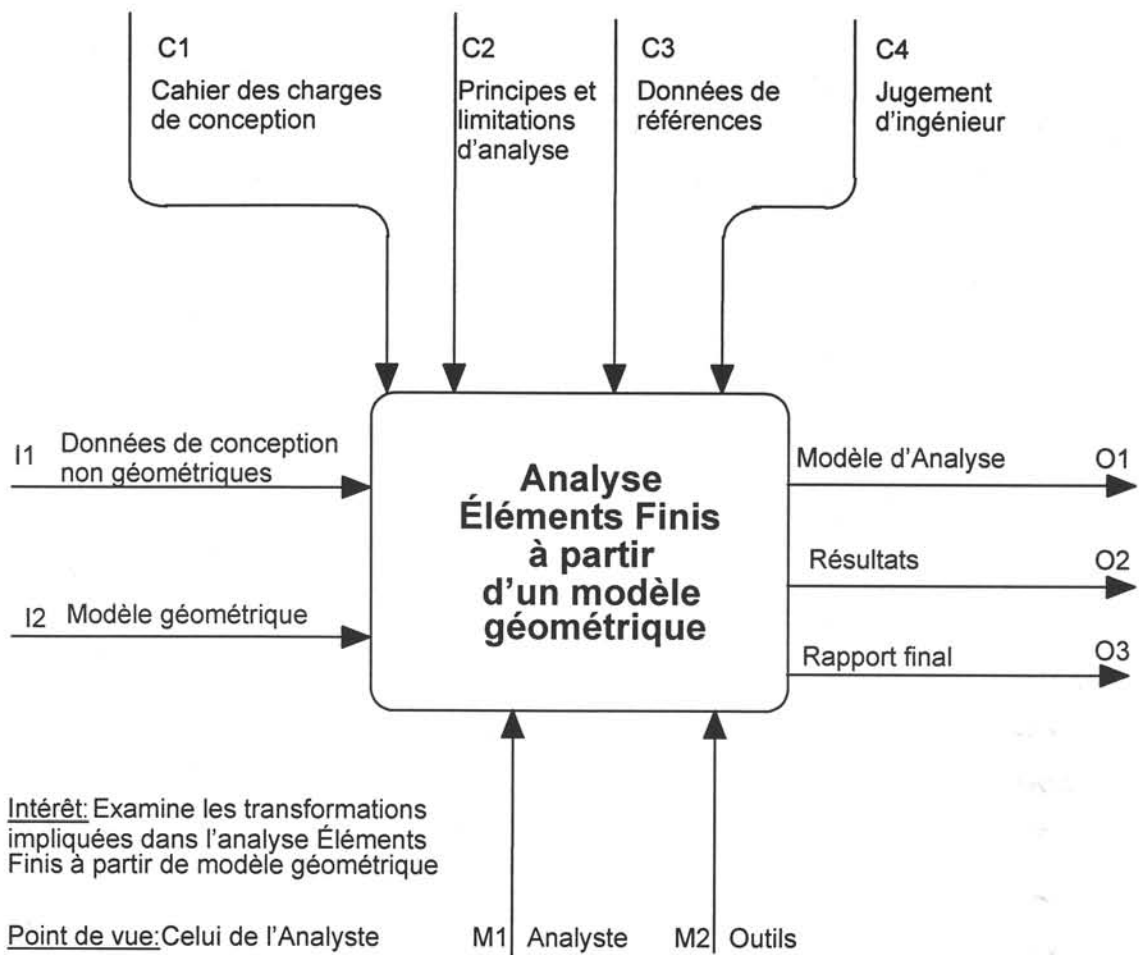 C1
Cahier des charges
de conception
C2
Principes et
limitations
d'analyse
C3
Données de
références
C4
Jugement
d'ingénieur
I1 Données de conception
non géométriques
I2 Modèle géométrique
Analyse
Éléments Finis
à partir
d'un modèle
géométrique
Modèle d'Analyse O1
Résultats O2
Rapport final O3
Intérêt: Examine les transformations
impliquées dans l'analyse Éléments
Finis à partir de modèle géométrique
Point de vue: Celui de l'Analyste
M1 Analyste
M2 Outils